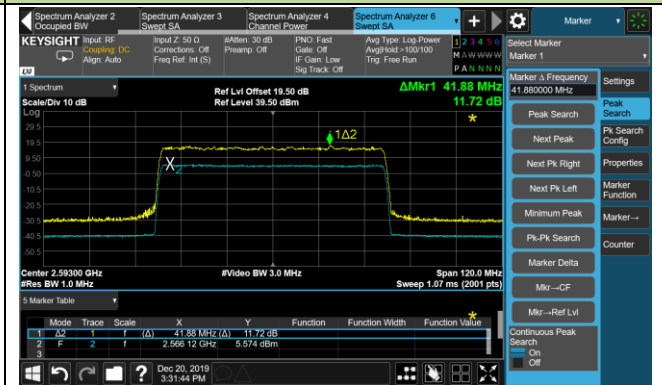 Spectrum Analyzer 2
Occupied BW
Spectrum Analyzer 3
Swept SA
Spectrum Analyzer 4
Channel Power
Spectrum Analyzer 6
Swept SA
Marker
KEYSIGHT
Input: RF
Coupling: DC
Align: Auto
Input Z: 50 Ω
Corrections: Off
Freq Ref: Int (S)
#Atten: 30 dB
Preamp: Off
PNO: Fast
Gate: Off
IF Gain: Low
Sig Track: Off
Avg Type: Log-Power
Avg|Hold:>100/100
Trig: Free Run
1 2 3 4 5 6
M A W W W W
P A N N N N
LXI
1 Spectrum
Scale/Div 10 dB
Ref Lvl Offset 19.50 dB
Ref Level 39.50 dBm
ΔMkr1 41.88 MHz
11.72 dB
Log
29.5
19.5
9.50
-0.50
-10.5
-20.5
-30.5
-40.5
-50.5
1Δ2
X2
Center 2.59300 GHz
#Res BW 1.0 MHz
#Video BW 3.0 MHz
Span 120.0 MHz
Sweep 1.07 ms (2001 pts)
5 Marker Table
Mode Trace Scale X Y Function Function Width Function Value
1 Δ2 1 f (Δ) 41.88 MHz (Δ) 11.72 dB
2 F 2 f 2.566 12 GHz 5.574 dBm
3
Dec 20, 2019
3:31:44 PM
Select Marker
Marker 1
Marker Δ Frequency
41.880000 MHz
Peak Search
Next Peak
Next Pk Right
Next Pk Left
Minimum Peak
Pk-Pk Search
Marker Delta
Mkr→CF
Mkr→Ref Lvl
Continuous Peak Search
On
Off
Settings
Peak Search
Pk Search Config
Properties
Marker Function
Marker→
Counter